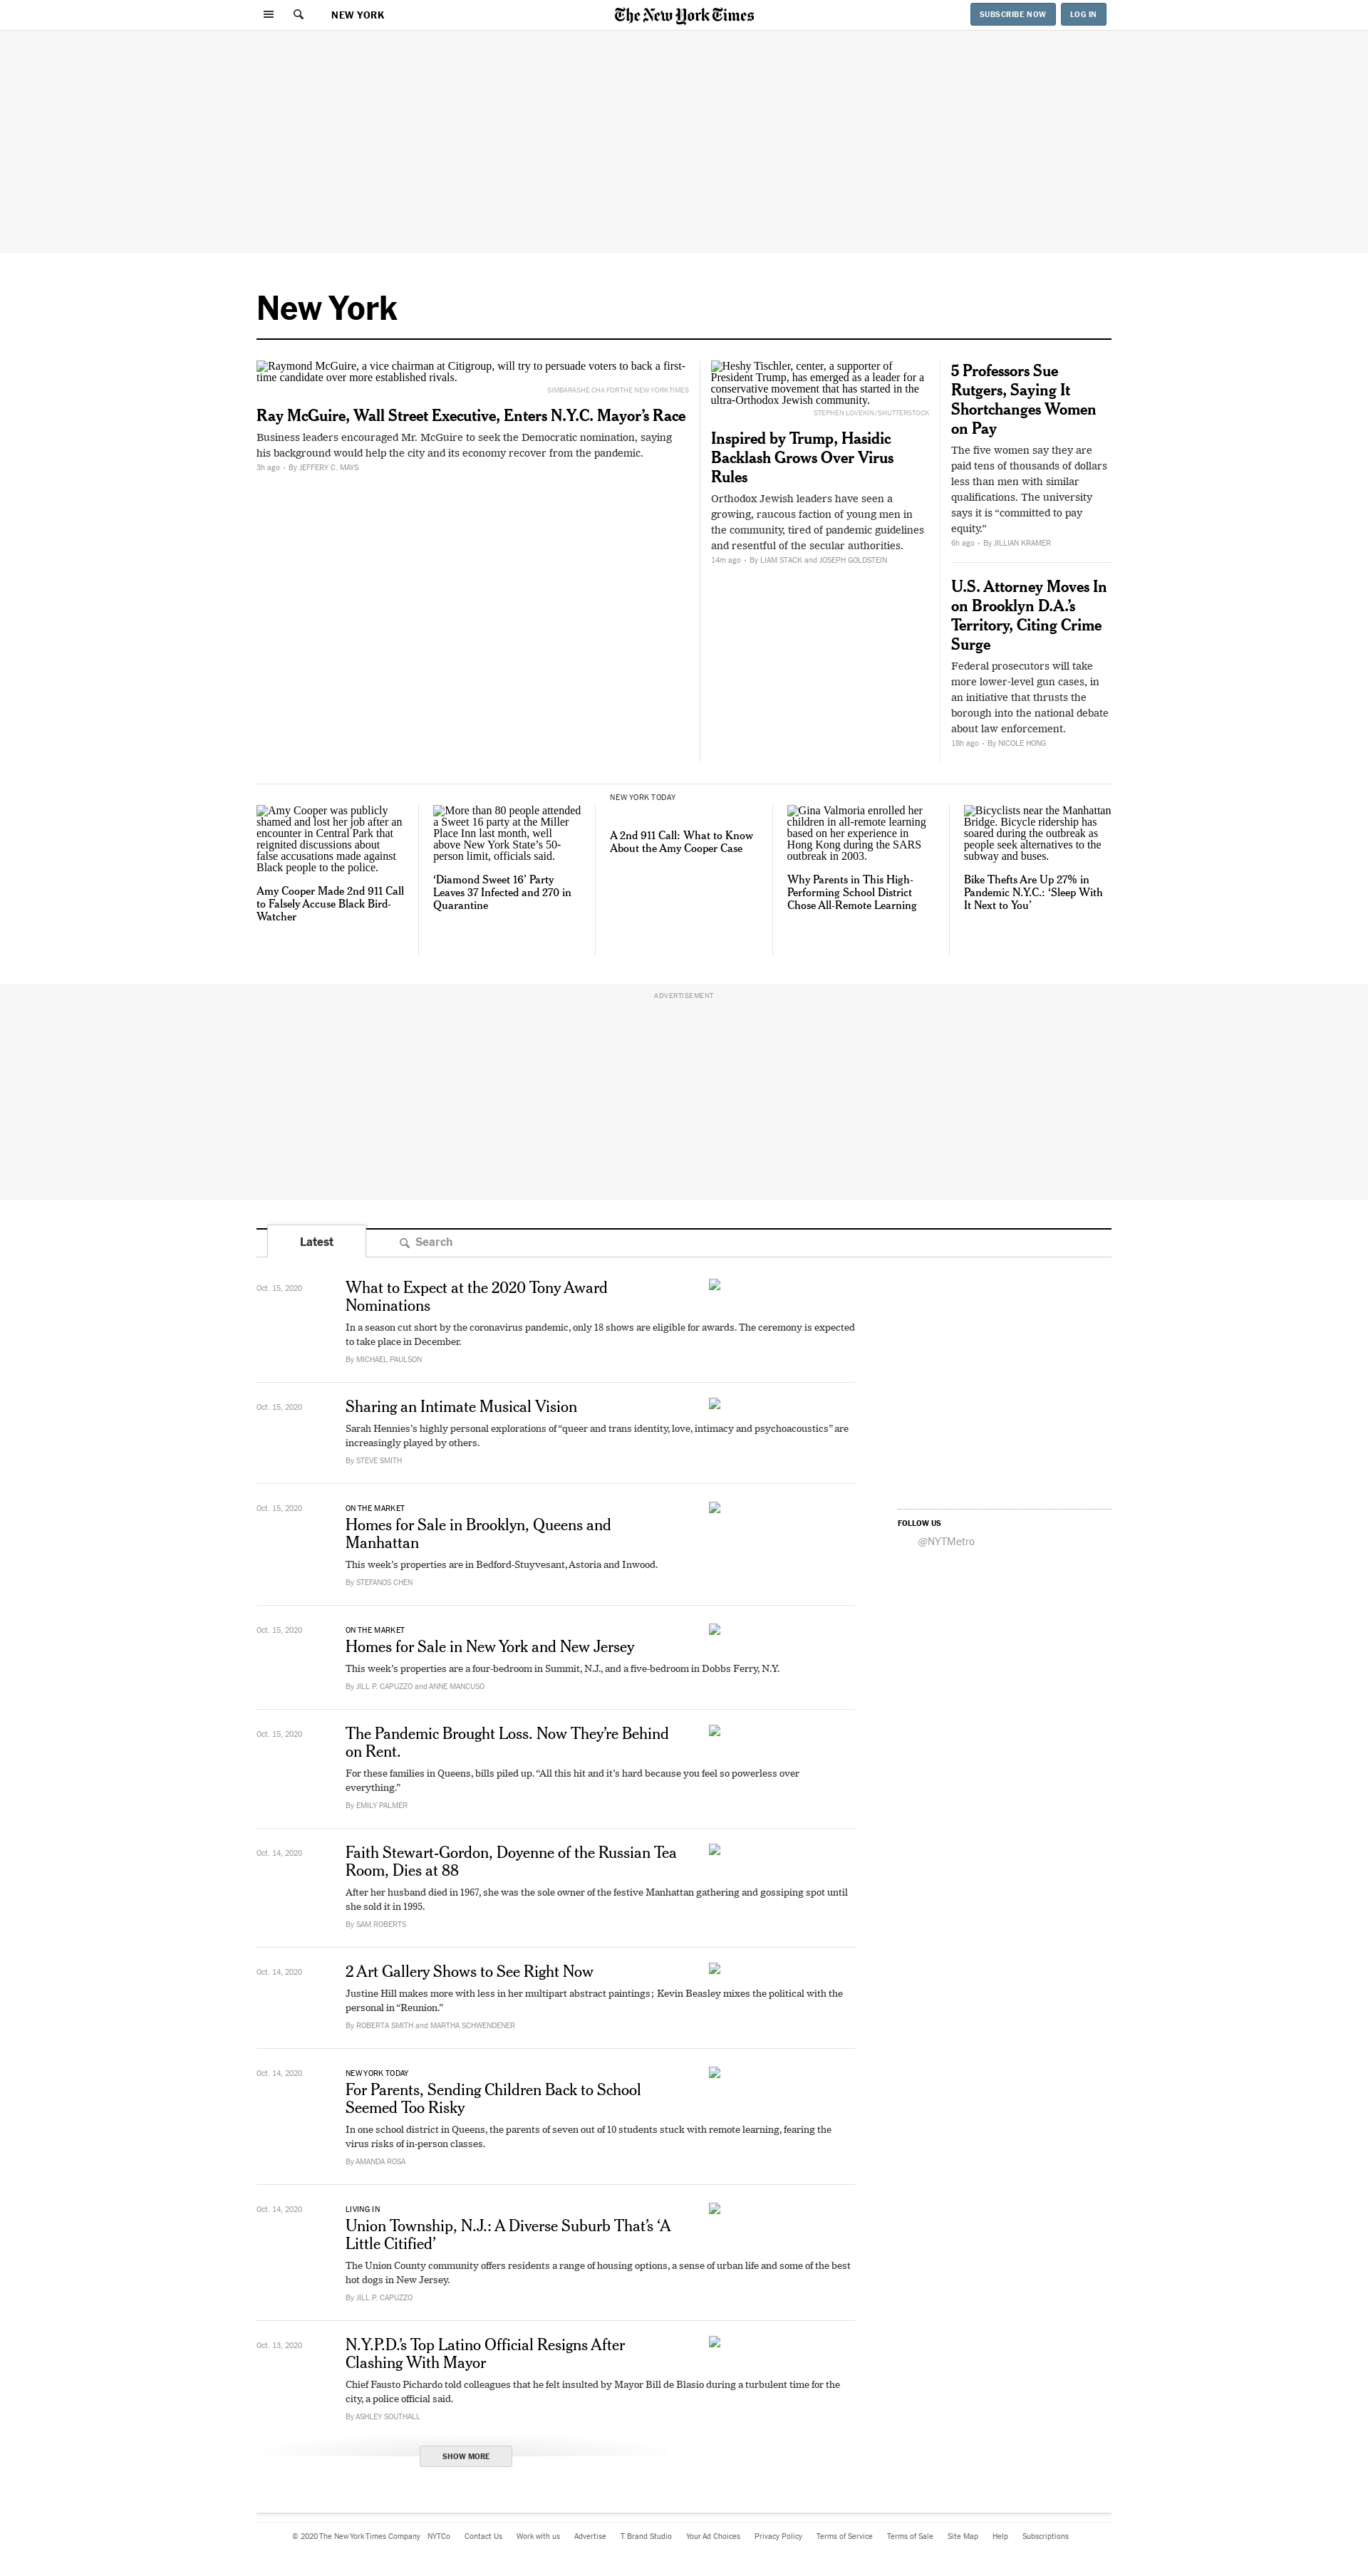 NEW YORK
The New York Times
SUBSCRIBE NOW
LOG IN
New York
Raymond McGuire, a vice chairman at Citigroup, will try to persuade voters to back a first-
time candidate over more established rivals.
SIMBARASHE CHA FOR THE NEW YORK TIMES
Ray McGuire, Wall Street Executive, Enters N.Y.C. Mayor’s Race
Business leaders encouraged Mr. McGuire to seek the Democratic nomination, saying
his background would help the city and its economy recover from the pandemic.
3h ago • By JEFFERY C. MAYS
Heshy Tischler, center, a supporter of
President Trump, has emerged as a leader for a
conservative movement that has started in the
ultra-Orthodox Jewish community.
STEPHEN LOVEKIN/SHUTTERSTOCK
Inspired by Trump, Hasidic
Backlash Grows Over Virus
Rules
Orthodox Jewish leaders have seen a
growing, raucous faction of young men in
the community, tired of pandemic guidelines
and resentful of the secular authorities.
14m ago • By LIAM STACK and JOSEPH GOLDSTEIN
5 Professors Sue
Rutgers, Saying It
Shortchanges Women
on Pay
The five women say they are
paid tens of thousands of dollars
less than men with similar
qualifications. The university
says it is “committed to pay
equity.”
6h ago • By JILLIAN KRAMER
U.S. Attorney Moves In
on Brooklyn D.A.’s
Territory, Citing Crime
Surge
Federal prosecutors will take
more lower-level gun cases, in
an initiative that thrusts the
borough into the national debate
about law enforcement.
18h ago • By NICOLE HONG
Amy Cooper was publicly
shamed and lost her job after an
encounter in Central Park that
reignited discussions about
false accusations made against
Black people to the police.
Amy Cooper Made 2nd 911 Call
to Falsely Accuse Black Bird-
Watcher
More than 80 people attended
a Sweet 16 party at the Miller
Place Inn last month, well
above New York State’s 50-
person limit, officials said.
‘Diamond Sweet 16’ Party
Leaves 37 Infected and 270 in
Quarantine
NEW YORK TODAY
A 2nd 911 Call: What to Know
About the Amy Cooper Case
Gina Valmoria enrolled her
children in all-remote learning
based on her experience in
Hong Kong during the SARS
outbreak in 2003.
Why Parents in This High-
Performing School District
Chose All-Remote Learning
Bicyclists near the Manhattan
Bridge. Bicycle ridership has
soared during the outbreak as
people seek alternatives to the
subway and buses.
Bike Thefts Are Up 27% in
Pandemic N.Y.C.: ‘Sleep With
It Next to You’
ADVERTISEMENT
Latest
Search
Oct. 15, 2020
What to Expect at the 2020 Tony Award
Nominations
In a season cut short by the coronavirus pandemic, only 18 shows are eligible for awards. The ceremony is expected
to take place in December.
By MICHAEL PAULSON
Oct. 15, 2020
Sharing an Intimate Musical Vision
Sarah Hennies’s highly personal explorations of “queer and trans identity, love, intimacy and psychoacoustics” are
increasingly played by others.
By STEVE SMITH
Oct. 15, 2020
ON THE MARKET
Homes for Sale in Brooklyn, Queens and
Manhattan
This week’s properties are in Bedford-Stuyvesant, Astoria and Inwood.
By STEFANOS CHEN
FOLLOW US
@NYTMetro
Oct. 15, 2020
ON THE MARKET
Homes for Sale in New York and New Jersey
This week’s properties are a four-bedroom in Summit, N.J., and a five-bedroom in Dobbs Ferry, N.Y.
By JILL P. CAPUZZO and ANNE MANCUSO
Oct. 15, 2020
The Pandemic Brought Loss. Now They’re Behind
on Rent.
For these families in Queens, bills piled up. “All this hit and it’s hard because you feel so powerless over
everything.”
By EMILY PALMER
Oct. 14, 2020
Faith Stewart-Gordon, Doyenne of the Russian Tea
Room, Dies at 88
After her husband died in 1967, she was the sole owner of the festive Manhattan gathering and gossiping spot until
she sold it in 1995.
By SAM ROBERTS
Oct. 14, 2020
2 Art Gallery Shows to See Right Now
Justine Hill makes more with less in her multipart abstract paintings; Kevin Beasley mixes the political with the
personal in “Reunion.”
By ROBERTA SMITH and MARTHA SCHWENDENER
Oct. 14, 2020
NEW YORK TODAY
For Parents, Sending Children Back to School
Seemed Too Risky
In one school district in Queens, the parents of seven out of 10 students stuck with remote learning, fearing the
virus risks of in-person classes.
By AMANDA ROSA
Oct. 14, 2020
LIVING IN
Union Township, N.J.: A Diverse Suburb That’s ‘A
Little Citified’
The Union County community offers residents a range of housing options, a sense of urban life and some of the best
hot dogs in New Jersey.
By JILL P. CAPUZZO
Oct. 13, 2020
N.Y.P.D.’s Top Latino Official Resigns After
Clashing With Mayor
Chief Fausto Pichardo told colleagues that he felt insulted by Mayor Bill de Blasio during a turbulent time for the
city, a police official said.
By ASHLEY SOUTHALL
SHOW MORE
© 2020 The New York Times Company NYTCo Contact Us Work with us Advertise T Brand Studio Your Ad Choices Privacy Policy Terms of Service Terms of Sale Site Map Help Subscriptions